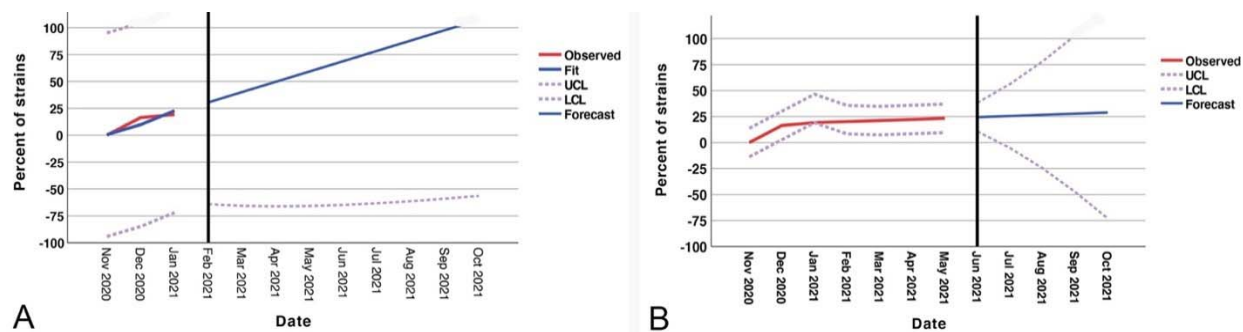 100
75
50
25
0
-25
-50
-75
-100
Percent of strains
Nov 2020
Dec 2020
Jan 2021
Feb 2021
Mar 2021
Apr 2021
May 2021
Jun 2021
Jul 2021
Aug 2021
Sep 2021
Oct 2021
Date
Observed
Fit
UCL
LCL
Forecast
A
100
75
50
25
0
-25
-50
-75
-100
Percent of strains
Nov 2020
Dec 2020
Jan 2021
Feb 2021
Mar 2021
Apr 2021
May 2021
Jun 2021
Jul 2021
Aug 2021
Sep 2021
Oct 2021
Date
Observed
UCL
LCL
Forecast
B